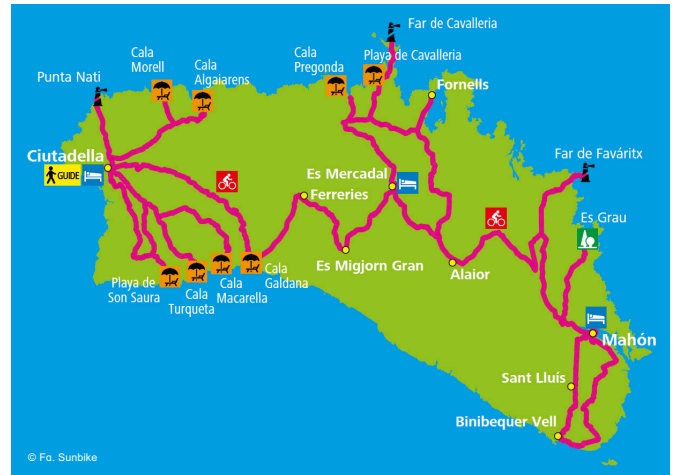 Far de Cavalleria
Cala
Morell
Cala
Algaiarens
Cala
Pregonda
Playa de Cavalleria
Punta Nati
Fornells
Ciutadella
GUIDE
Es Mercadal
Ferreries
Far de Faváritx
Es Grau
Es Migjorn Gran
Alaior
Playa de
Son Saura
Cala
Turqueta
Cala
Macarella
Cala
Galdana
Mahón
Sant Lluís
Binibequer Vell
© Fa. Sunbike